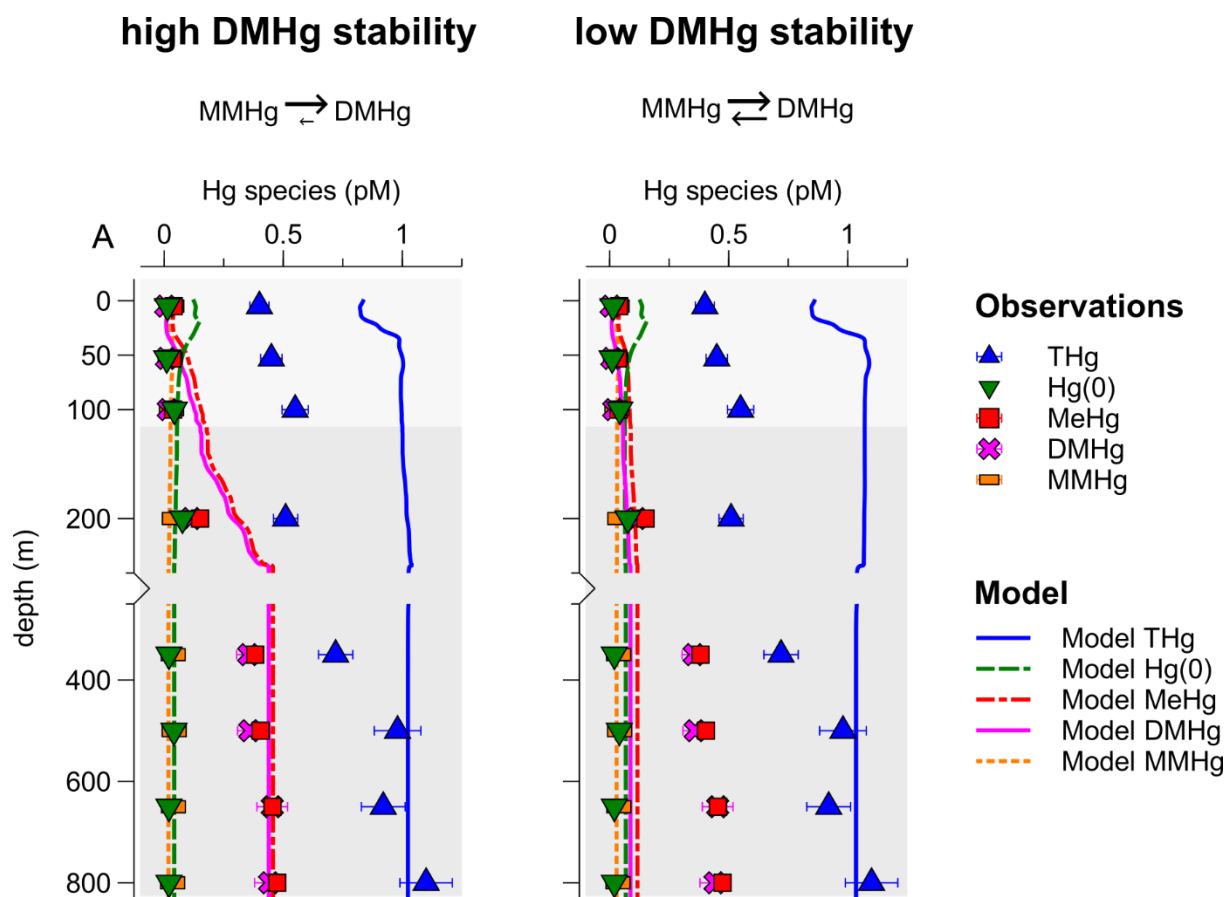 high DMHg stability
low DMHg stability
MMHg → DMHg
←
MMHg → DMHg
←
Hg species (pM)
Hg species (pM)
A
0 0.5 1
0 0.5 1
0
50
100
200
400
600
800
depth (m)
Observations
THg
Hg(0)
MeHg
DMHg
MMHg
Model
Model THg
Model Hg(0)
Model MeHg
Model DMHg
Model MMHg